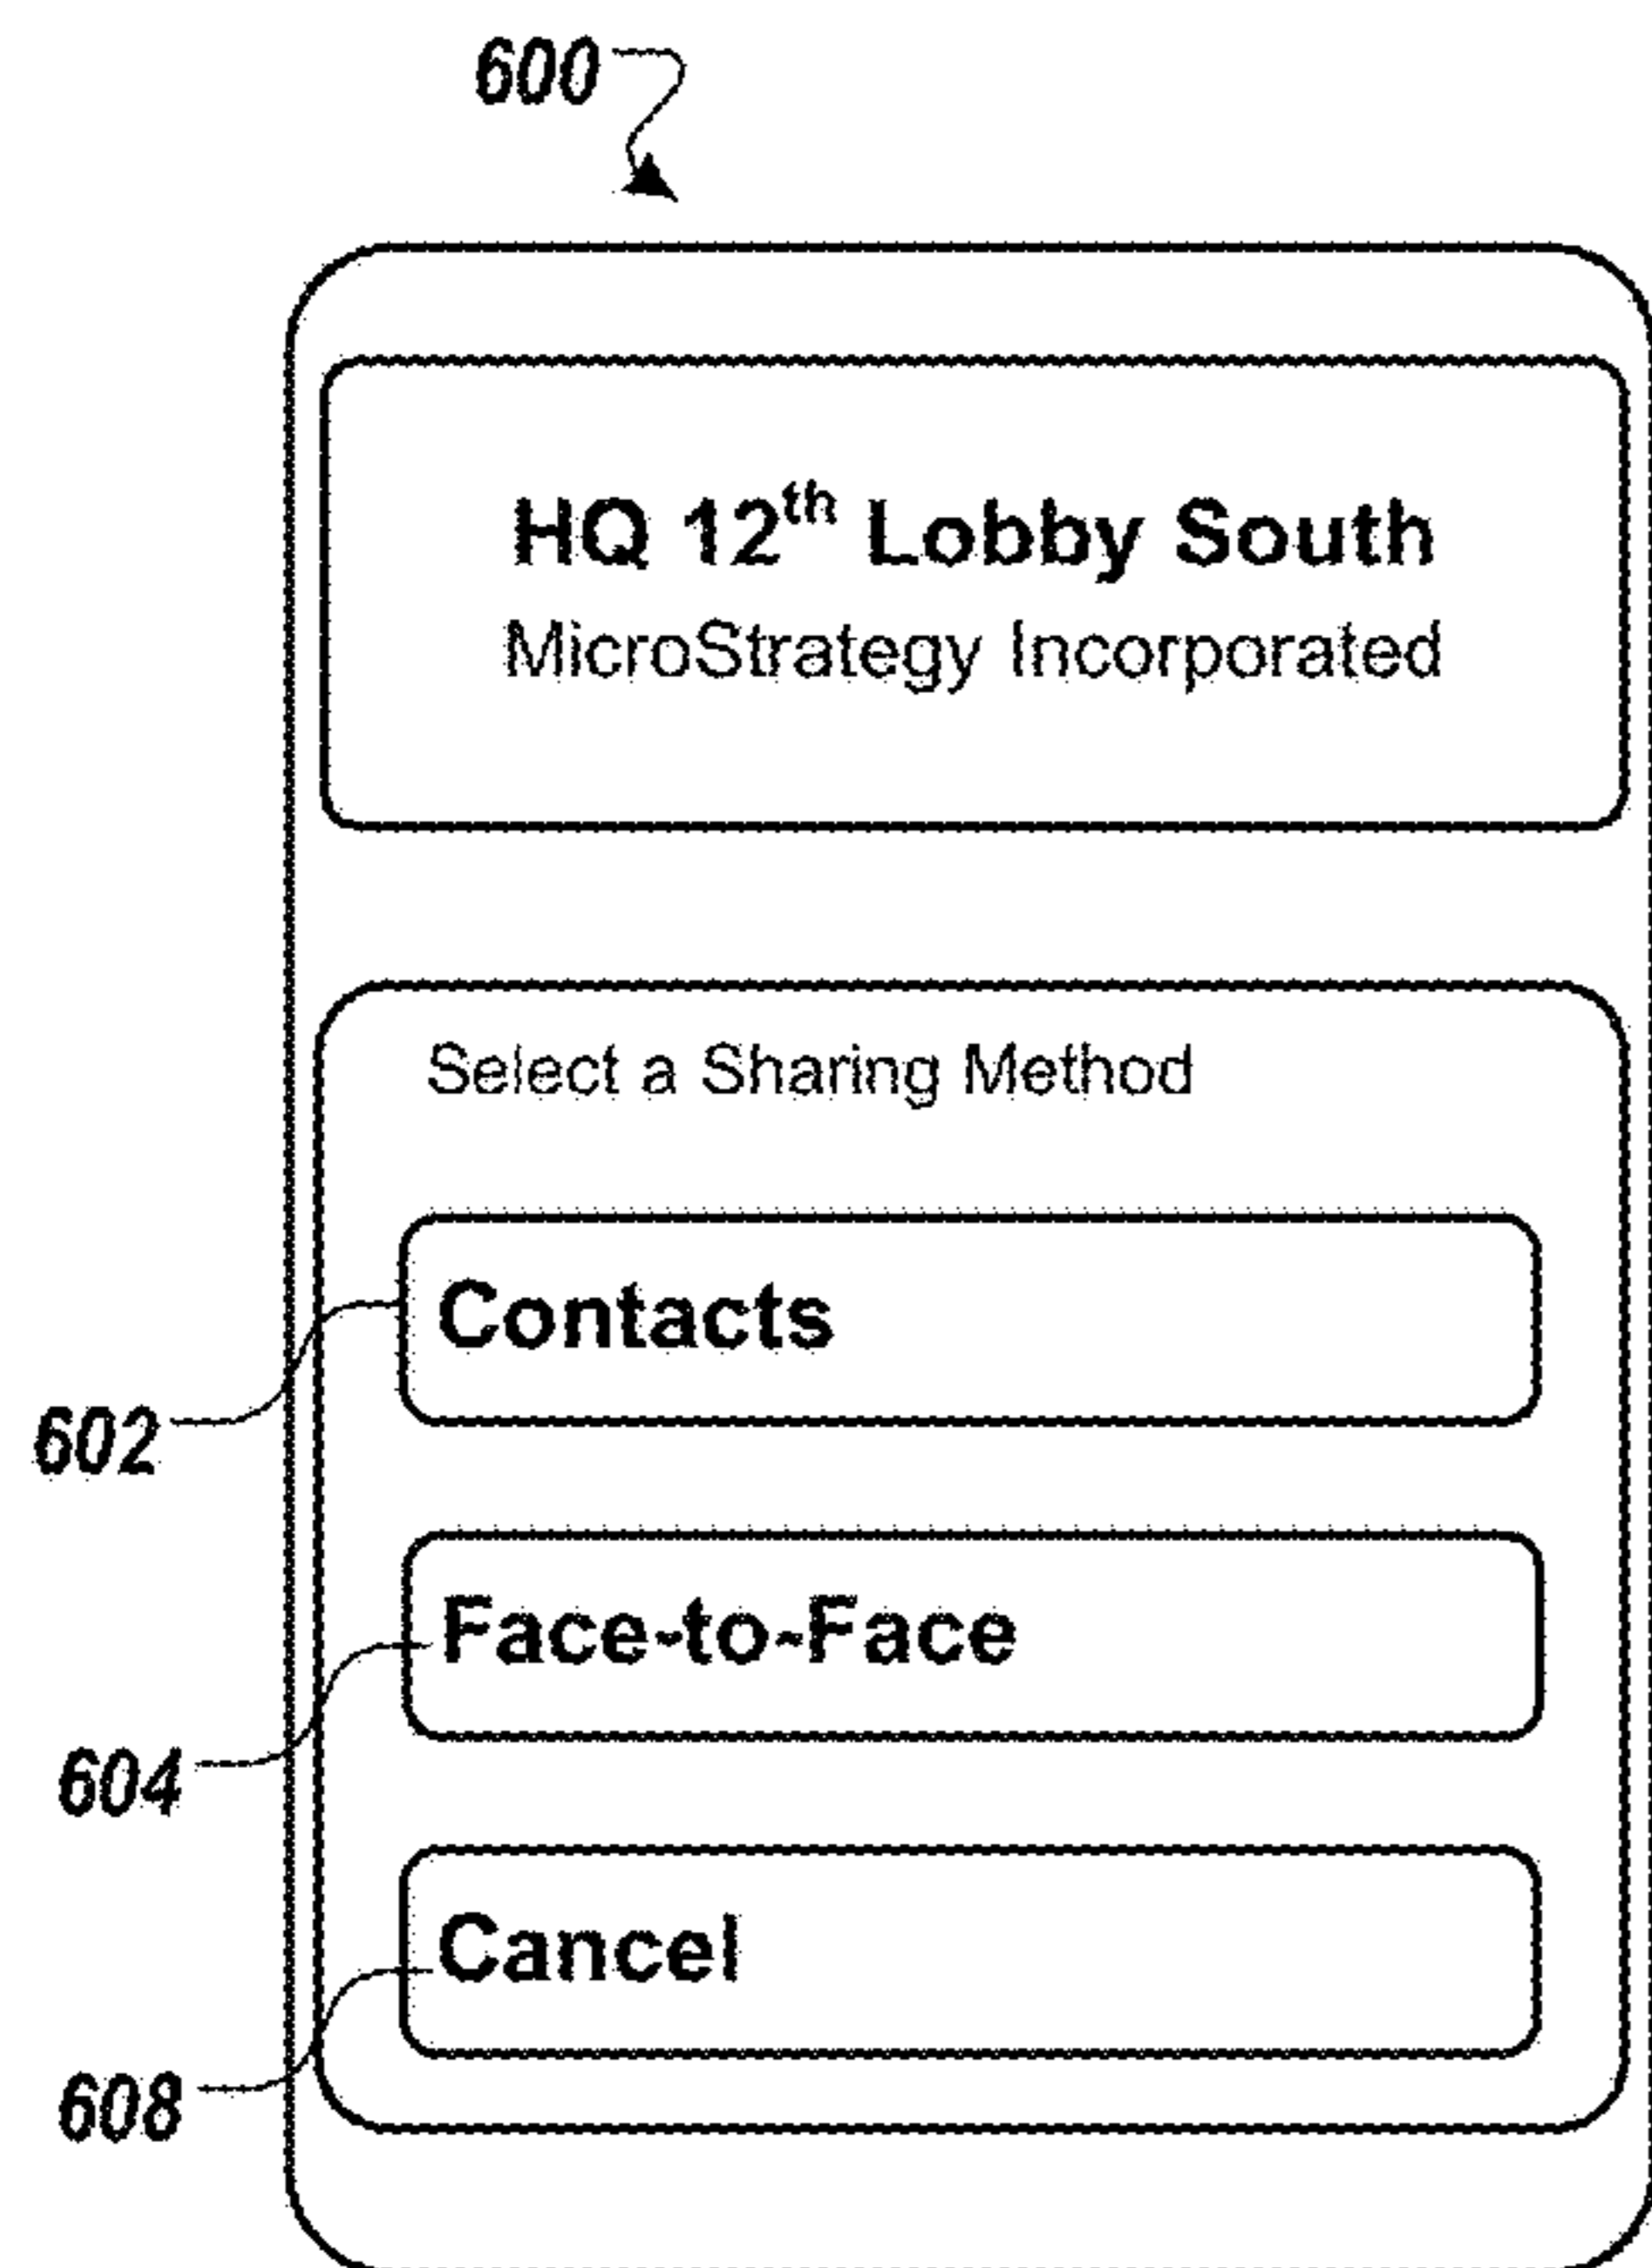 600
HQ 12th Lobby South
MicroStrategy Incorporated
Select a Sharing Method
Contacts
602
Face-to-Face
604
Cancel
608